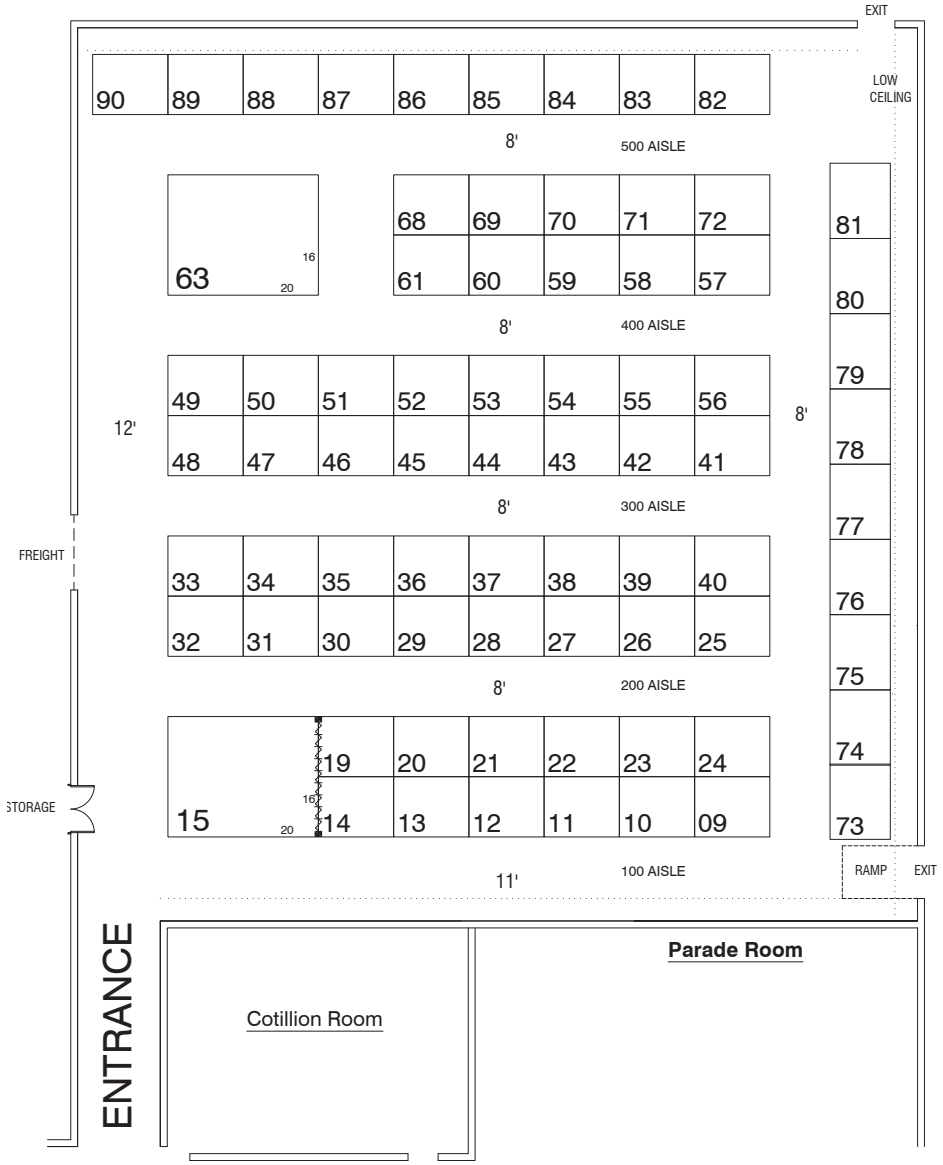 EXIT
LOW
CEILING
90 89 88 87 86 85 84 83 82
8' 500 AISLE
68 69 70 71 72
81
16
63
20
61 60 59 58 57
80
8' 400 AISLE
79
49 50 51 52 53 54 55 56
12'
8'
78
48 47 46 45 44 43 42 41
8' 300 AISLE
77
FREIGHT
33 34 35 36 37 38 39 40
76
32 31 30 29 28 27 26 25
75
8' 200 AISLE
74
19 20 21 22 23 24
16
STORAGE
15
20
14 13 12 11 10 09
73
11' 100 AISLE
RAMP EXIT
ENTRANCE
Parade Room
Cotillion Room